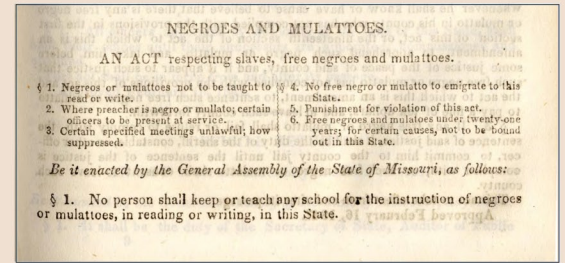 NEGROES AND MULATTOES.
AN ACT respecting slaves, free negroes and mulattoes.
§ 1. Negroes or mulattoes not to be taught to
read or write.
2. Where preacher is negro or mullato; certain
officers to be present at service.
3. Certain specified meetings unlawful; how
suppressed.
§ 4. No free negro or mulatto to emigrate to this
State.
5. Punishment for violation of this act.
6. Free negroes and mulatoes under twenty-one
years; for certain causes, not to be bound
out in this State.
Be it enacted by the General Assembly of the State of Missouri, as follows:
§ 1. No person shall keep or teach any school for the instruction of negroes
or mulattoes, in reading or writing, in this State.